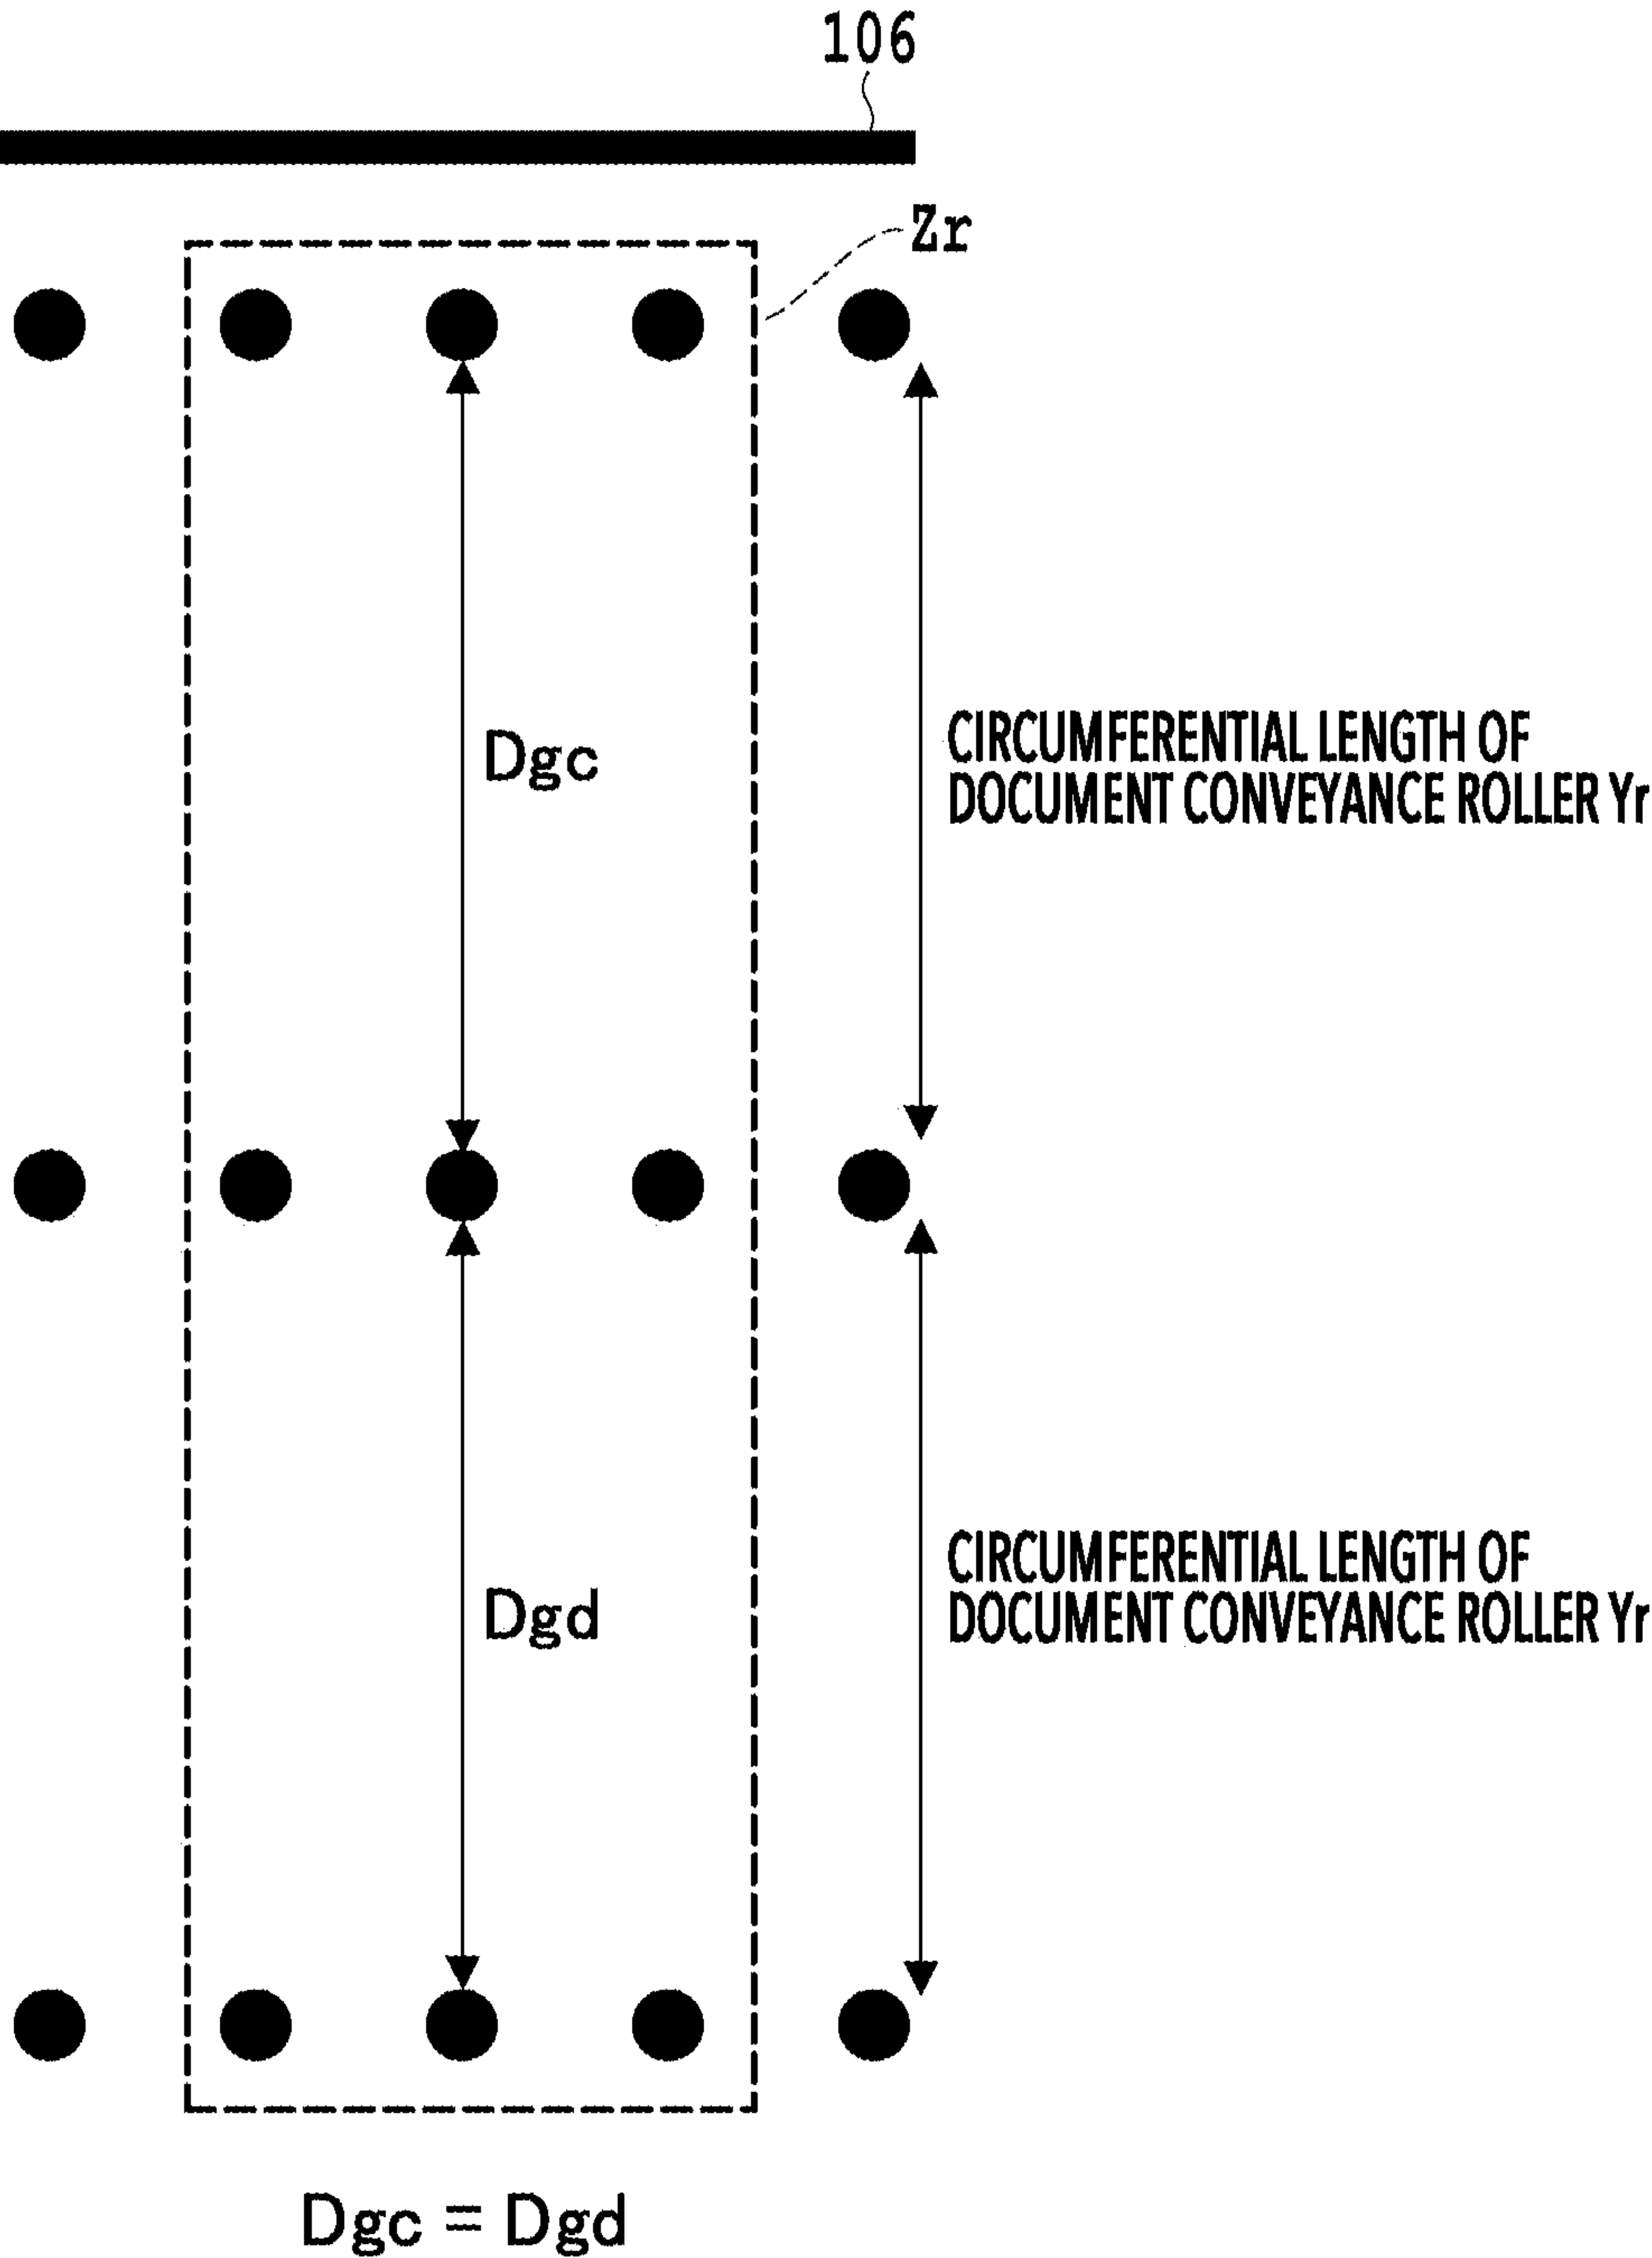 106
Zr
Dgc
CIRCUMFERENTIAL LENGTH OF
DOCUMENT CONVEYANCE ROLLER Yr
Dgd
CIRCUMFERENTIAL LENGTH OF
DOCUMENT CONVEYANCE ROLLER Yr
Dgc = Dgd